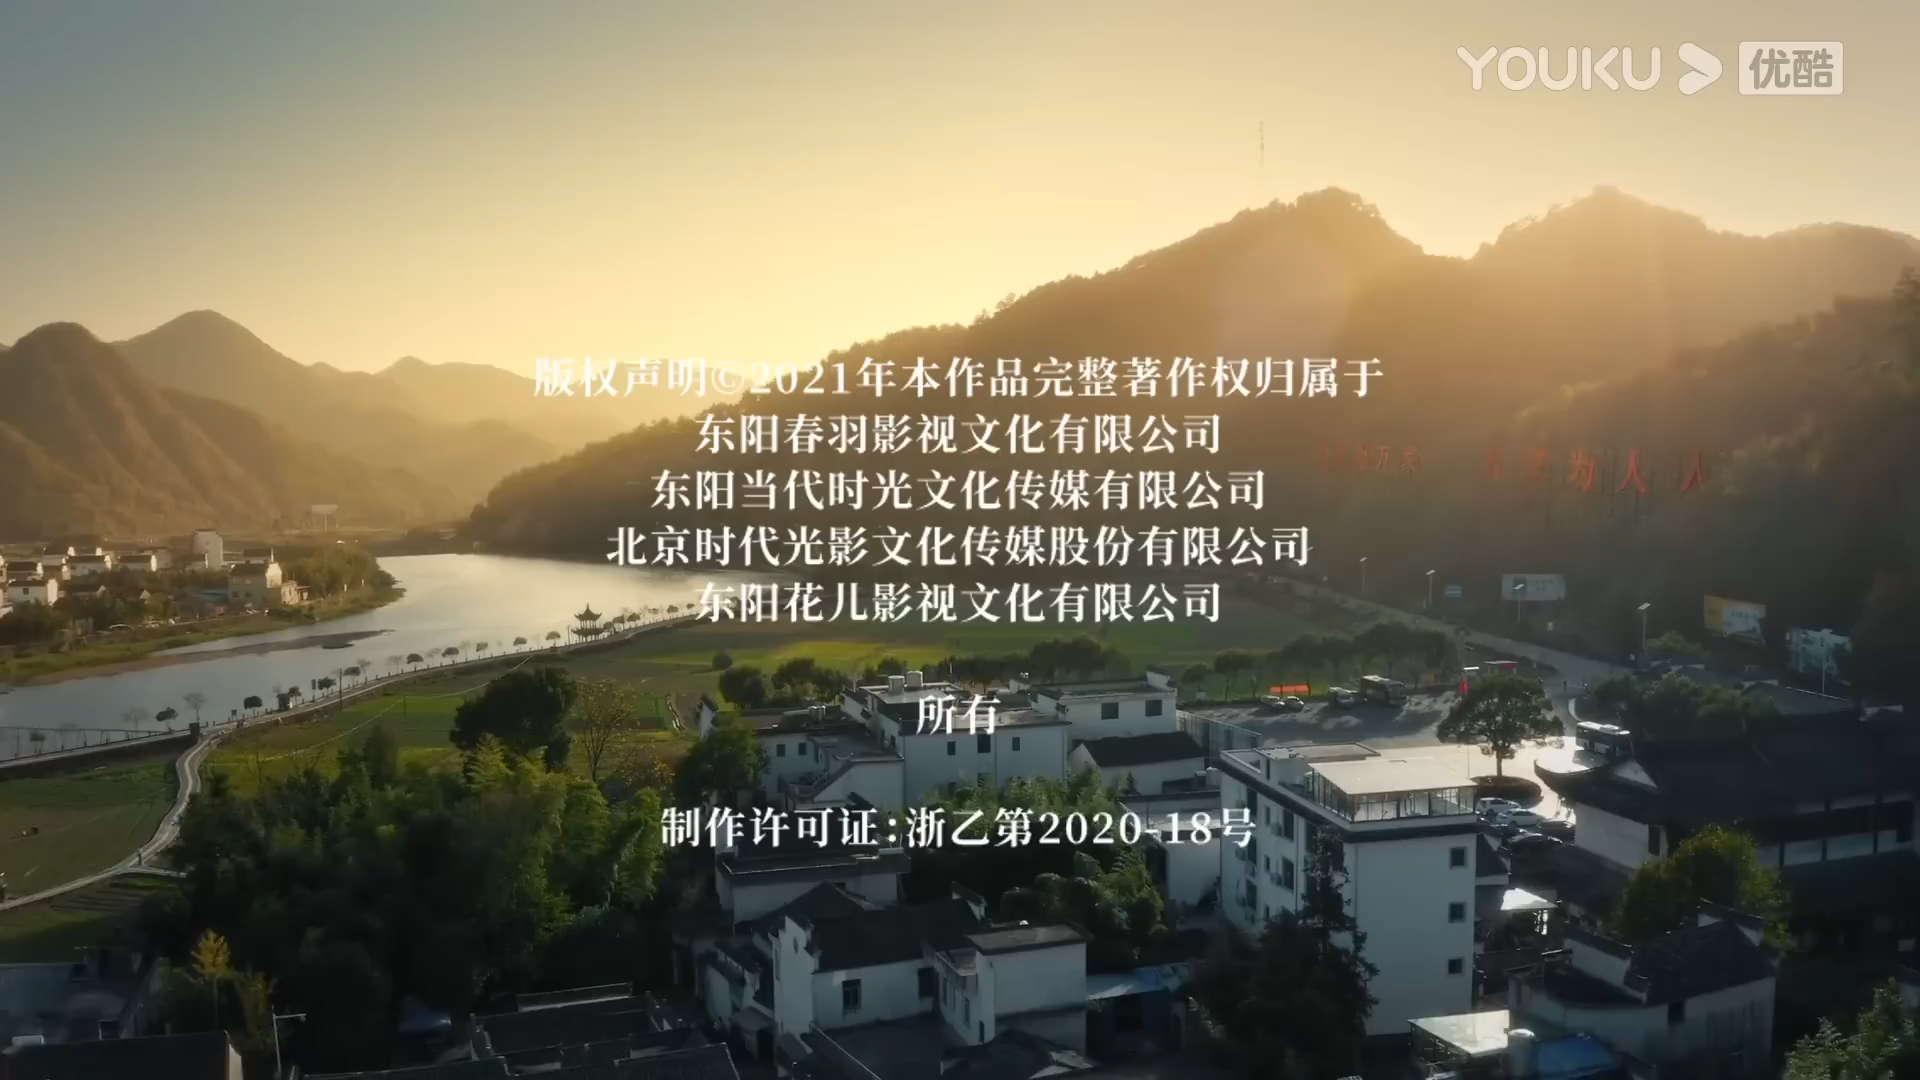 YOUKU 优酷
版权声明©2021年本作品完整著作权归属于
东阳春羽影视文化有限公司
东阳当代时光文化传媒有限公司
北京时代光影文化传媒股份有限公司
东阳花儿影视文化有限公司
为人人
所有
制作许可证:浙乙第2020-18号